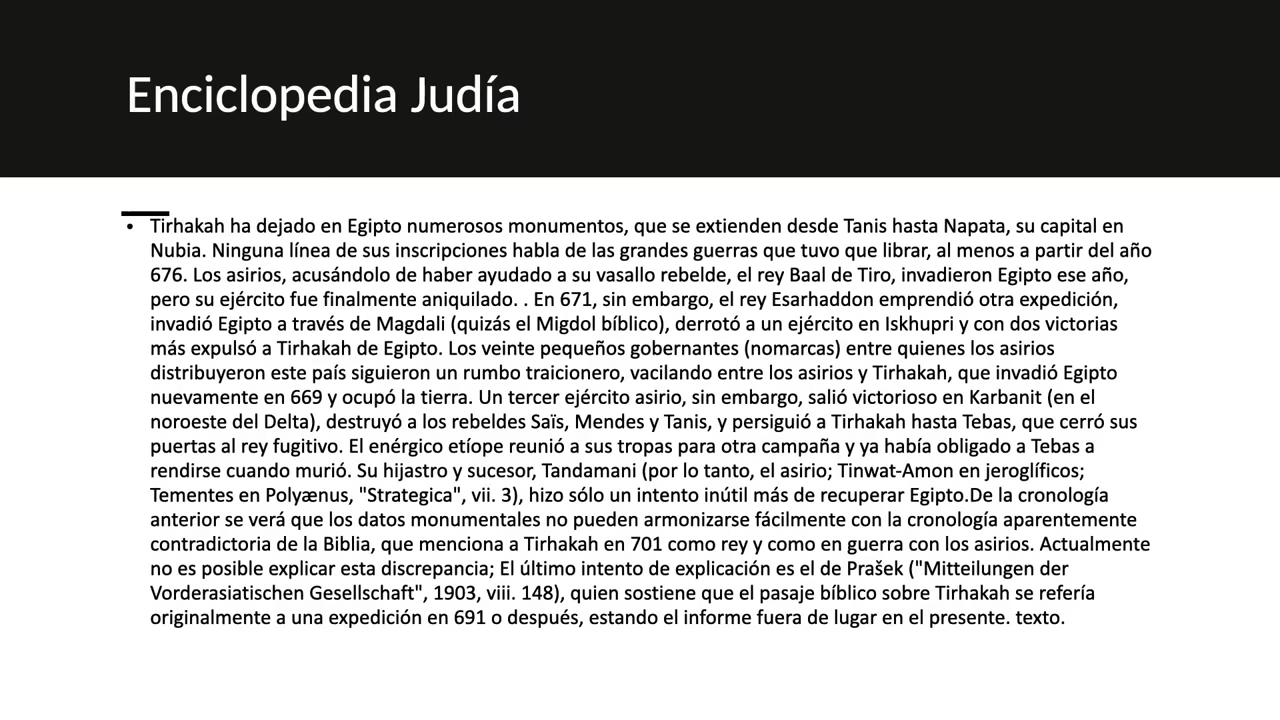 Enciclopedia Judía
• Tirhakah ha dejado en Egipto numerosos monumentos, que se extienden desde Tanis hasta Napata, su capital en
Nubia. Ninguna línea de sus inscripciones habla de las grandes guerras que tuvo que librar, al menos a partir del año
676. Los asirios, acusándolo de haber ayudado a su vasallo rebelde, el rey Baal de Tiro, invadieron Egipto ese año,
pero su ejército fue finalmente aniquilado. . En 671, sin embargo, el rey Esarhaddon emprendió otra expedición,
invadió Egipto a través de Magdali (quizás el Migdol bíblico), derrotó a un ejército en Iskhupri y con dos victorias
más expulsó a Tirhakah de Egipto. Los veinte pequeños gobernantes (nomarcas) entre quienes los asirios
distribuyeron este país siguieron un rumbo traicionero, vacilando entre los asirios y Tirhakah, que invadió Egipto
nuevamente en 669 y ocupó la tierra. Un tercer ejército asirio, sin embargo, salió victorioso en Karbanit (en el
noroeste del Delta), destruyó a los rebeldes Saïs, Mendes y Tanis, y persiguió a Tirhakah hasta Tebas, que cerró sus
puertas al rey fugitivo. El enérgico etíope reunió a sus tropas para otra campaña y ya había obligado a Tebas a
rendirse cuando murió. Su hijastro y sucesor, Tandamani (por lo tanto, el asirio; Tinwat-Amon en jeroglíficos;
Tementes en Polyænus, "Strategica", vii. 3), hizo sólo un intento inútil más de recuperar Egipto.De la cronología
anterior se verá que los datos monumentales no pueden armonizarse fácilmente con la cronología aparentemente
contradictoria de la Biblia, que menciona a Tirhakah en 701 como rey y como en guerra con los asirios. Actualmente
no es posible explicar esta discrepancia; El último intento de explicación es el de Prašek ("Mitteilungen der
Vorderasiatischen Gesellschaft", 1903, viii. 148), quien sostiene que el pasaje bíblico sobre Tirhakah se refería
originalmente a una expedición en 691 o después, estando el informe fuera de lugar en el presente. texto.